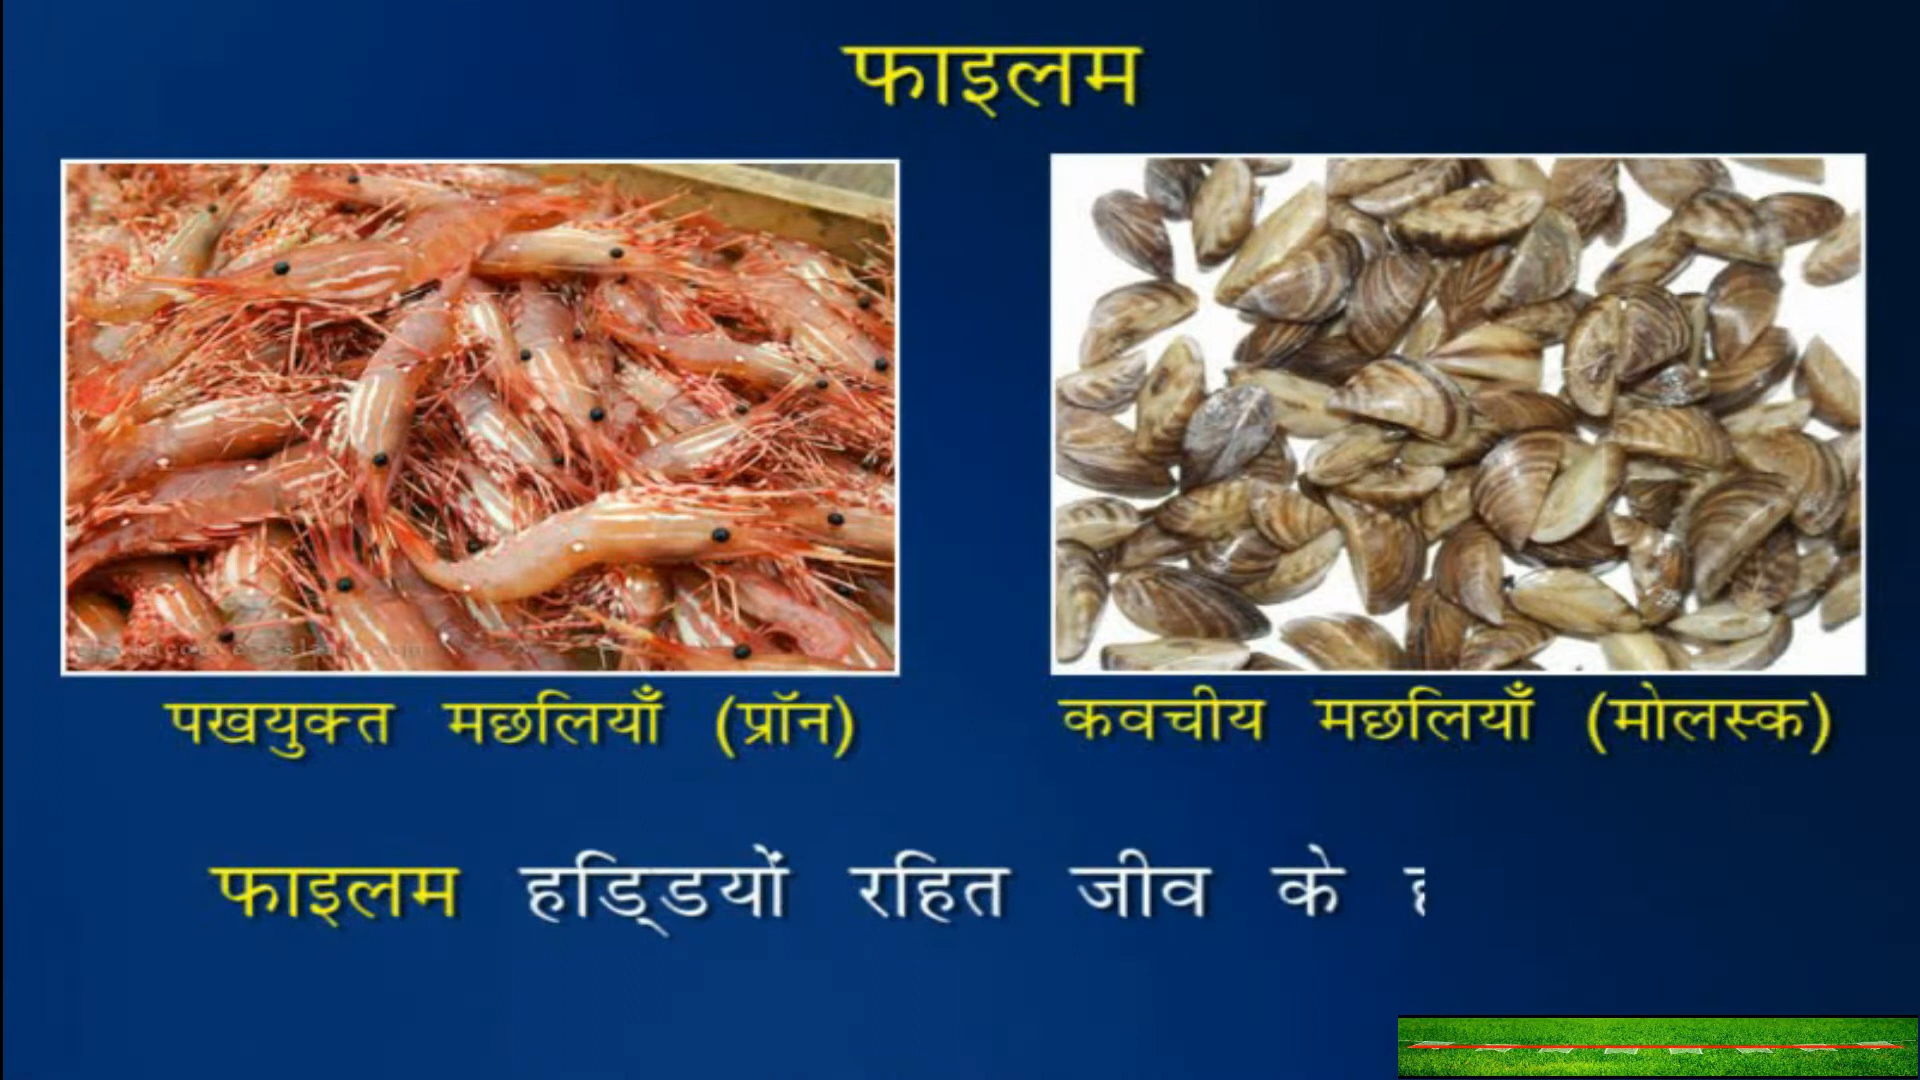 फाइलम
पखयुक्त मछलियाँ (प्रॉन)
कवचीय मछलियाँ (मोलस्क)
फाइलम हड्डियों रहित जीव के